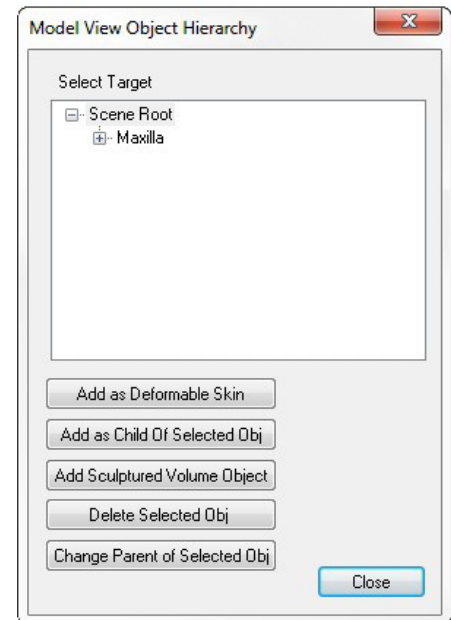 Model View Object Hierarchy
Select Target
Scene Root
Maxilla
Add as Deformable Skin
Add as Child Of Selected Obj
Add Sculptured Volume Object
Delete Selected Obj
Change Parent of Selected Obj
Close